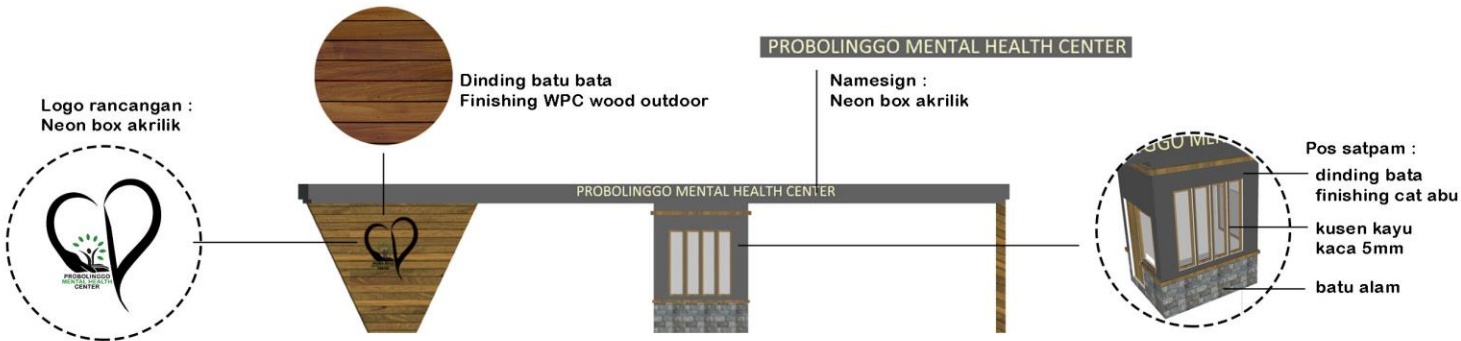 PROBOLINGGO MENTAL HEALTH CENTER
Dinding batu bata
Finishing WPC wood outdoor
Namesign :
Neon box akrilik
Logo rancangan :
Neon box akrilik
GGO ME
Pos satpam :
dinding bata
finishing cat abu
PROBOLINGGO MENTAL HEALTH CENTER
kusen kayu
kaca 5mm
PROBOLINGGO
MENTAL HEALTH
CENTER
batu alam